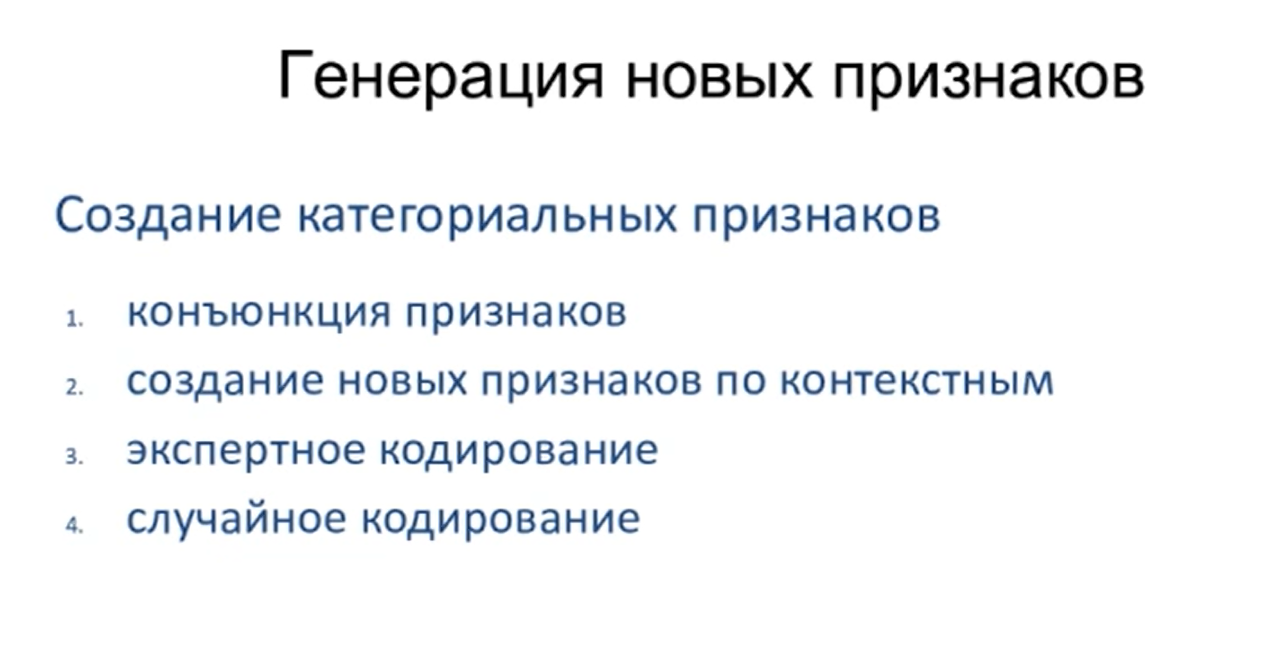 Генерация новых признаков
Создание категориальных признаков
1. конъюнкция признаков
2. создание новых признаков по контекстным
3. экспертное кодирование
4. случайное кодирование